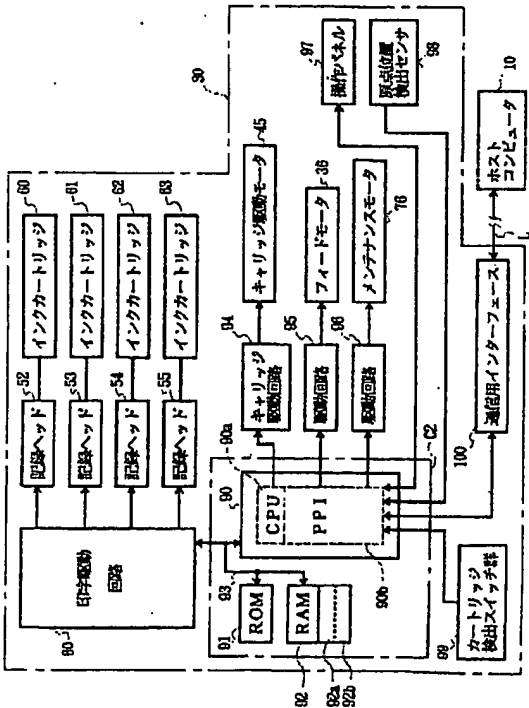 30
印字駆動
回路
80
記録ヘッド
52
記録ヘッド
53
記録ヘッド
54
記録ヘッド
55
インクカートリッジ
60
インクカートリッジ
61
インクカートリッジ
62
インクカートリッジ
63
ROM
91
93
RAM
92
92a
92b
90
90a
CPU
PPI
90b
C2
キャリッジ
駆動回路
94
駆動回路
95
駆動回路
96
キャリッジ駆動モータ
45
フィードモータ
36
メンテナンスモータ
76
操作パネル
97
原点位置
検出センサ
98
カートリッジ
検出スイッチ群
99
通信用インターフェース
100
ホスト
コンピュータ
10
L